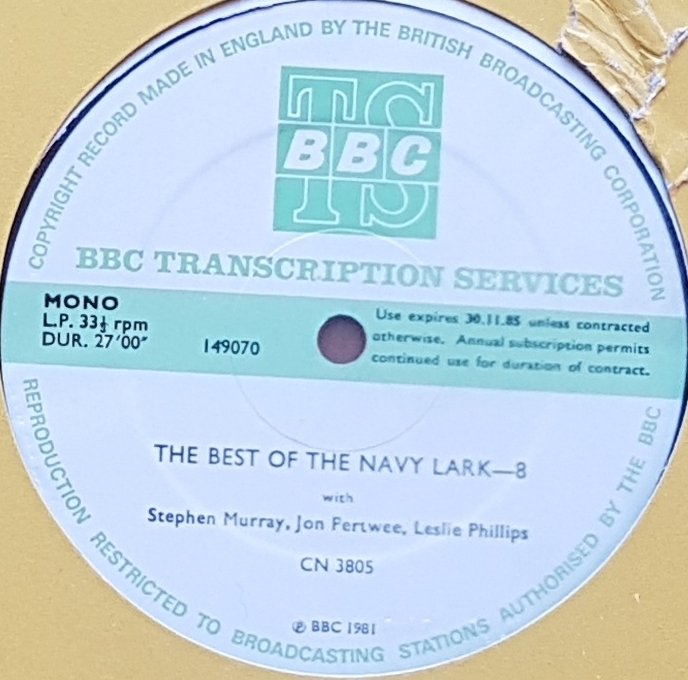 COPYRIGHT RECORD MADE IN ENGLAND BY THE BRITISH BROADCASTING CORPORATION
TS
BBC
TS
BBC TRANSCRIPTION SERVICES
MONO
L.P. 33⅓ rpm
DUR. 27'00"
149070
Use expires 30.11.85 unless contracted
otherwise. Annual subscription permits
continued use for duration of contract.
THE BEST OF THE NAVY LARK—8
with
Stephen Murray, Jon Pertwee, Leslie Phillips
CN 3805
℗ BBC 1981
REPRODUCTION RESTRICTED TO BROADCASTING STATIONS AUTHORISED BY THE BBC